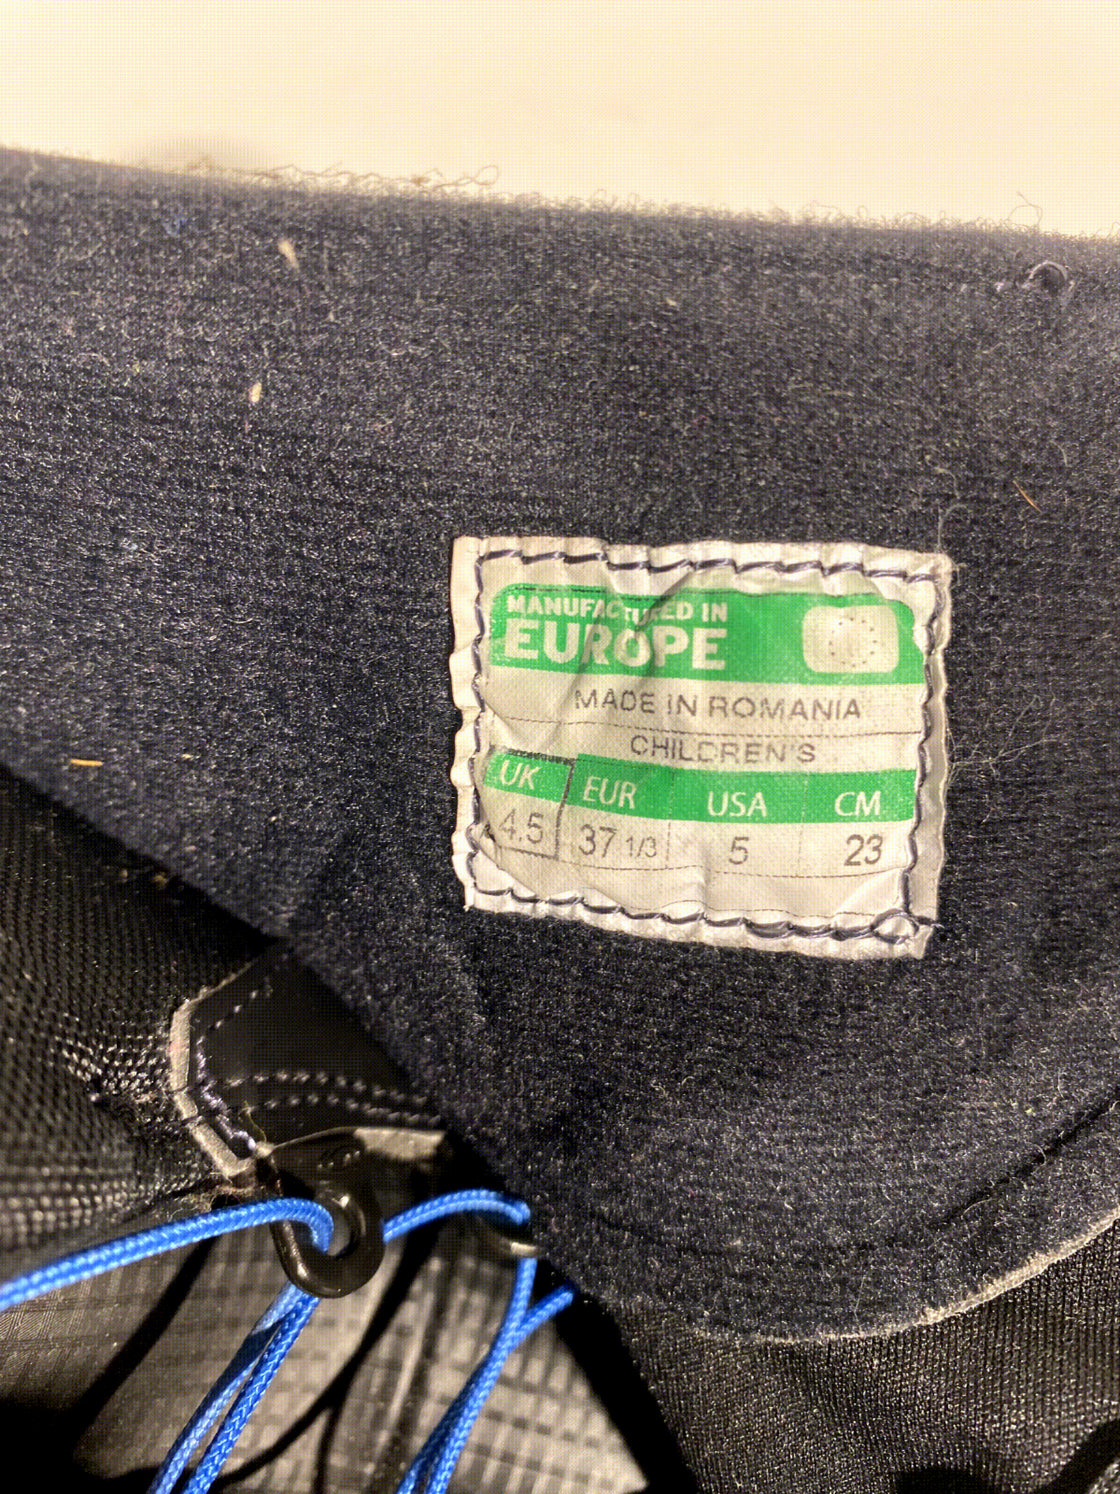 MANUFACTURED IN
EUROPE
MADE IN ROMANIA
CHILDREN'S
UK EUR USA CM
4.5 37 1/3 5 23